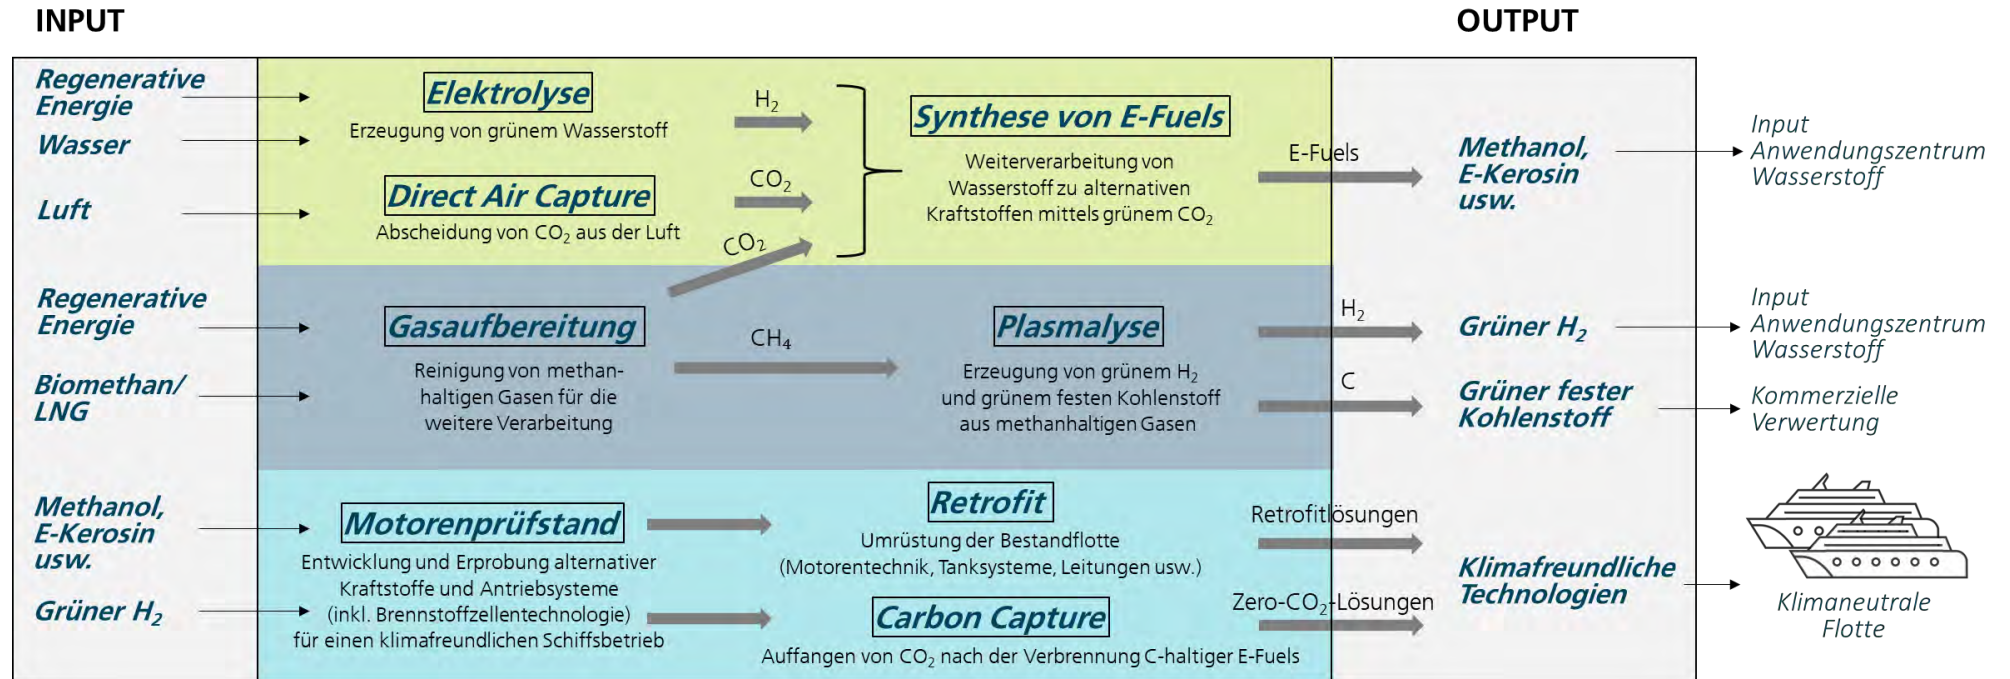 INPUT
OUTPUT
Regenerative
Energie
Wasser
Luft
Elektrolyse
Erzeugung von grünem Wasserstoff
H₂
Direct Air Capture
Abscheidung von CO₂ aus der Luft
CO₂
CO₂
Synthese von E-Fuels
Weiterverarbeitung von
Wasserstoff zu alternativen
Kraftstoffen mittels grünem CO₂
E-Fuels
Methanol,
E-Kerosin
usw.
Input
Anwendungszentrum
Wasserstoff
Regenerative
Energie
Biomethan/
LNG
Gasaufbereitung
Reinigung von methan-
haltigen Gasen für die
weitere Verarbeitung
CH₄
Plasmalyse
Erzeugung von grünem H₂
und grünem festen Kohlenstoff
aus methanhaltigen Gasen
H₂
C
Grüner H₂
Grüner fester
Kohlenstoff
Input
Anwendungszentrum
Wasserstoff
Kommerzielle
Verwertung
Methanol,
E-Kerosin
usw.
Grüner H₂
Motorenprüfstand
Entwicklung und Erprobung alternativer
Kraftstoffe und Antriebsysteme
(inkl. Brennstoffzellentechnologie)
für einen klimafreundlichen Schiffsbetrieb
Retrofit
Umrüstung der Bestandflotte
(Motorentechnik, Tanksysteme, Leitungen usw.)
Carbon Capture
Auffangen von CO₂ nach der Verbrennung C-haltiger E-Fuels
Retrofitlösungen
Zero-CO₂-Lösungen
Klimafreundliche
Technologien
Klimaneutrale
Flotte